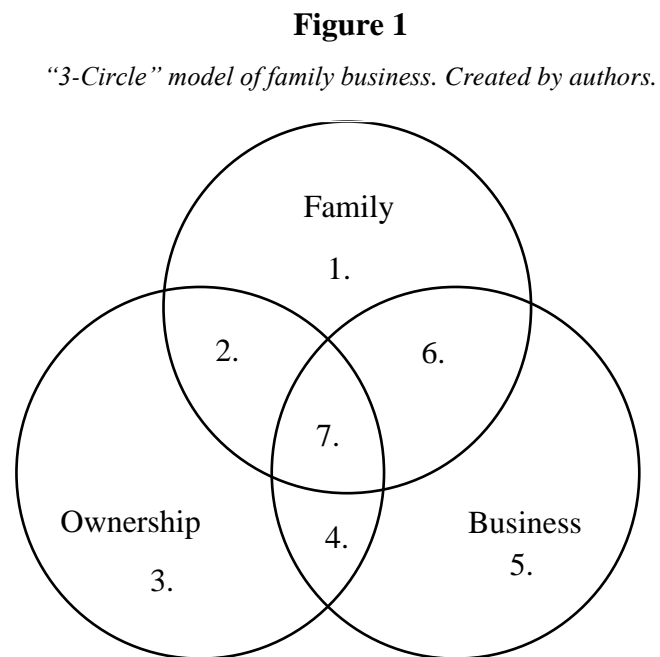 Figure 1
“3-Circle” model of family business. Created by authors.
Family
1.
2.
6.
7.
Ownership
4.
Business
3.
5.